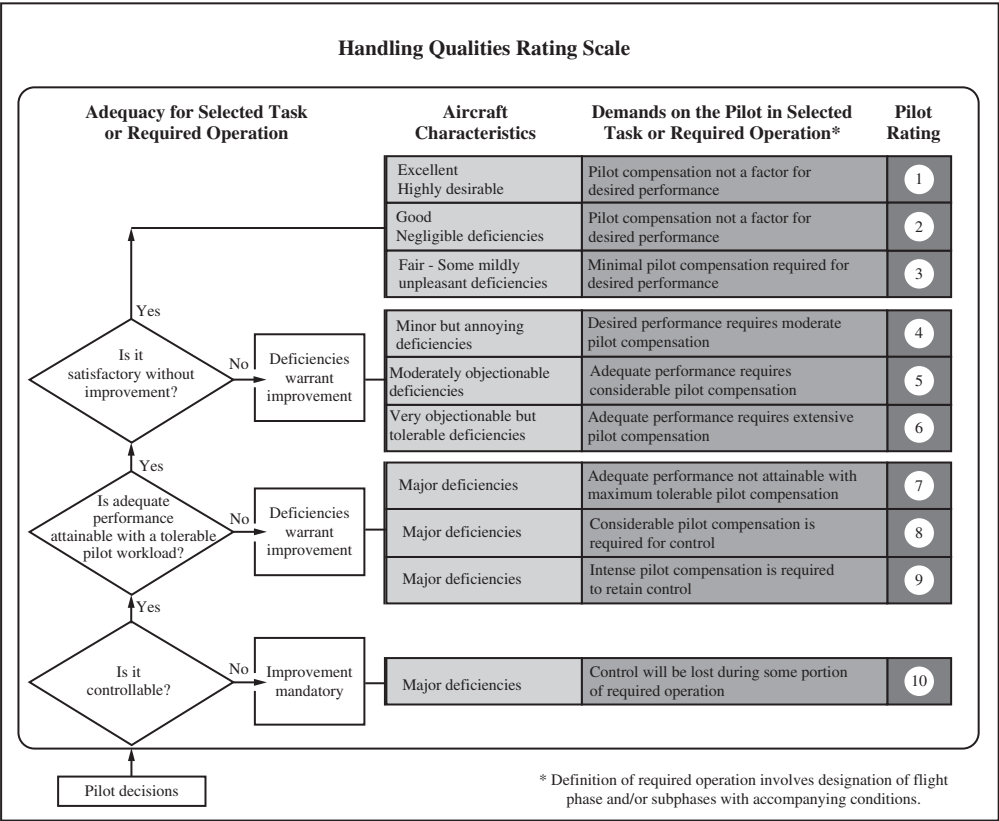 Handling Qualities Rating Scale
Adequacy for Selected Task
or Required Operation
Aircraft
Characteristics
Demands on the Pilot in Selected
Task or Required Operation*
Pilot
Rating
Excellent
Highly desirable
Pilot compensation not a factor for
desired performance
1
Good
Negligible deficiencies
Pilot compensation not a factor for
desired performance
2
Fair - Some mildly
unpleasant deficiencies
Minimal pilot compensation required for
desired performance
3
Yes
Is it
satisfactory without
improvement?
No
Deficiencies
warrant
improvement
Minor but annoying
deficiencies
Desired performance requires moderate
pilot compensation
4
Moderately objectionable
deficiencies
Adequate performance requires
considerable pilot compensation
5
Very objectionable but
tolerable deficiencies
Adequate performance requires extensive
pilot compensation
6
Yes
Is adequate
performance
attainable with a tolerable
pilot workload?
No
Deficiencies
warrant
improvement
Major deficiencies
Adequate performance not attainable with
maximum tolerable pilot compensation
7
Major deficiencies
Considerable pilot compensation is
required for control
8
Major deficiencies
Intense pilot compensation is required
to retain control
9
Yes
Is it
controllable?
No
Improvement
mandatory
Major deficiencies
Control will be lost during some portion
of required operation
10
Pilot decisions
* Definition of required operation involves designation of flight
phase and/or subphases with accompanying conditions.